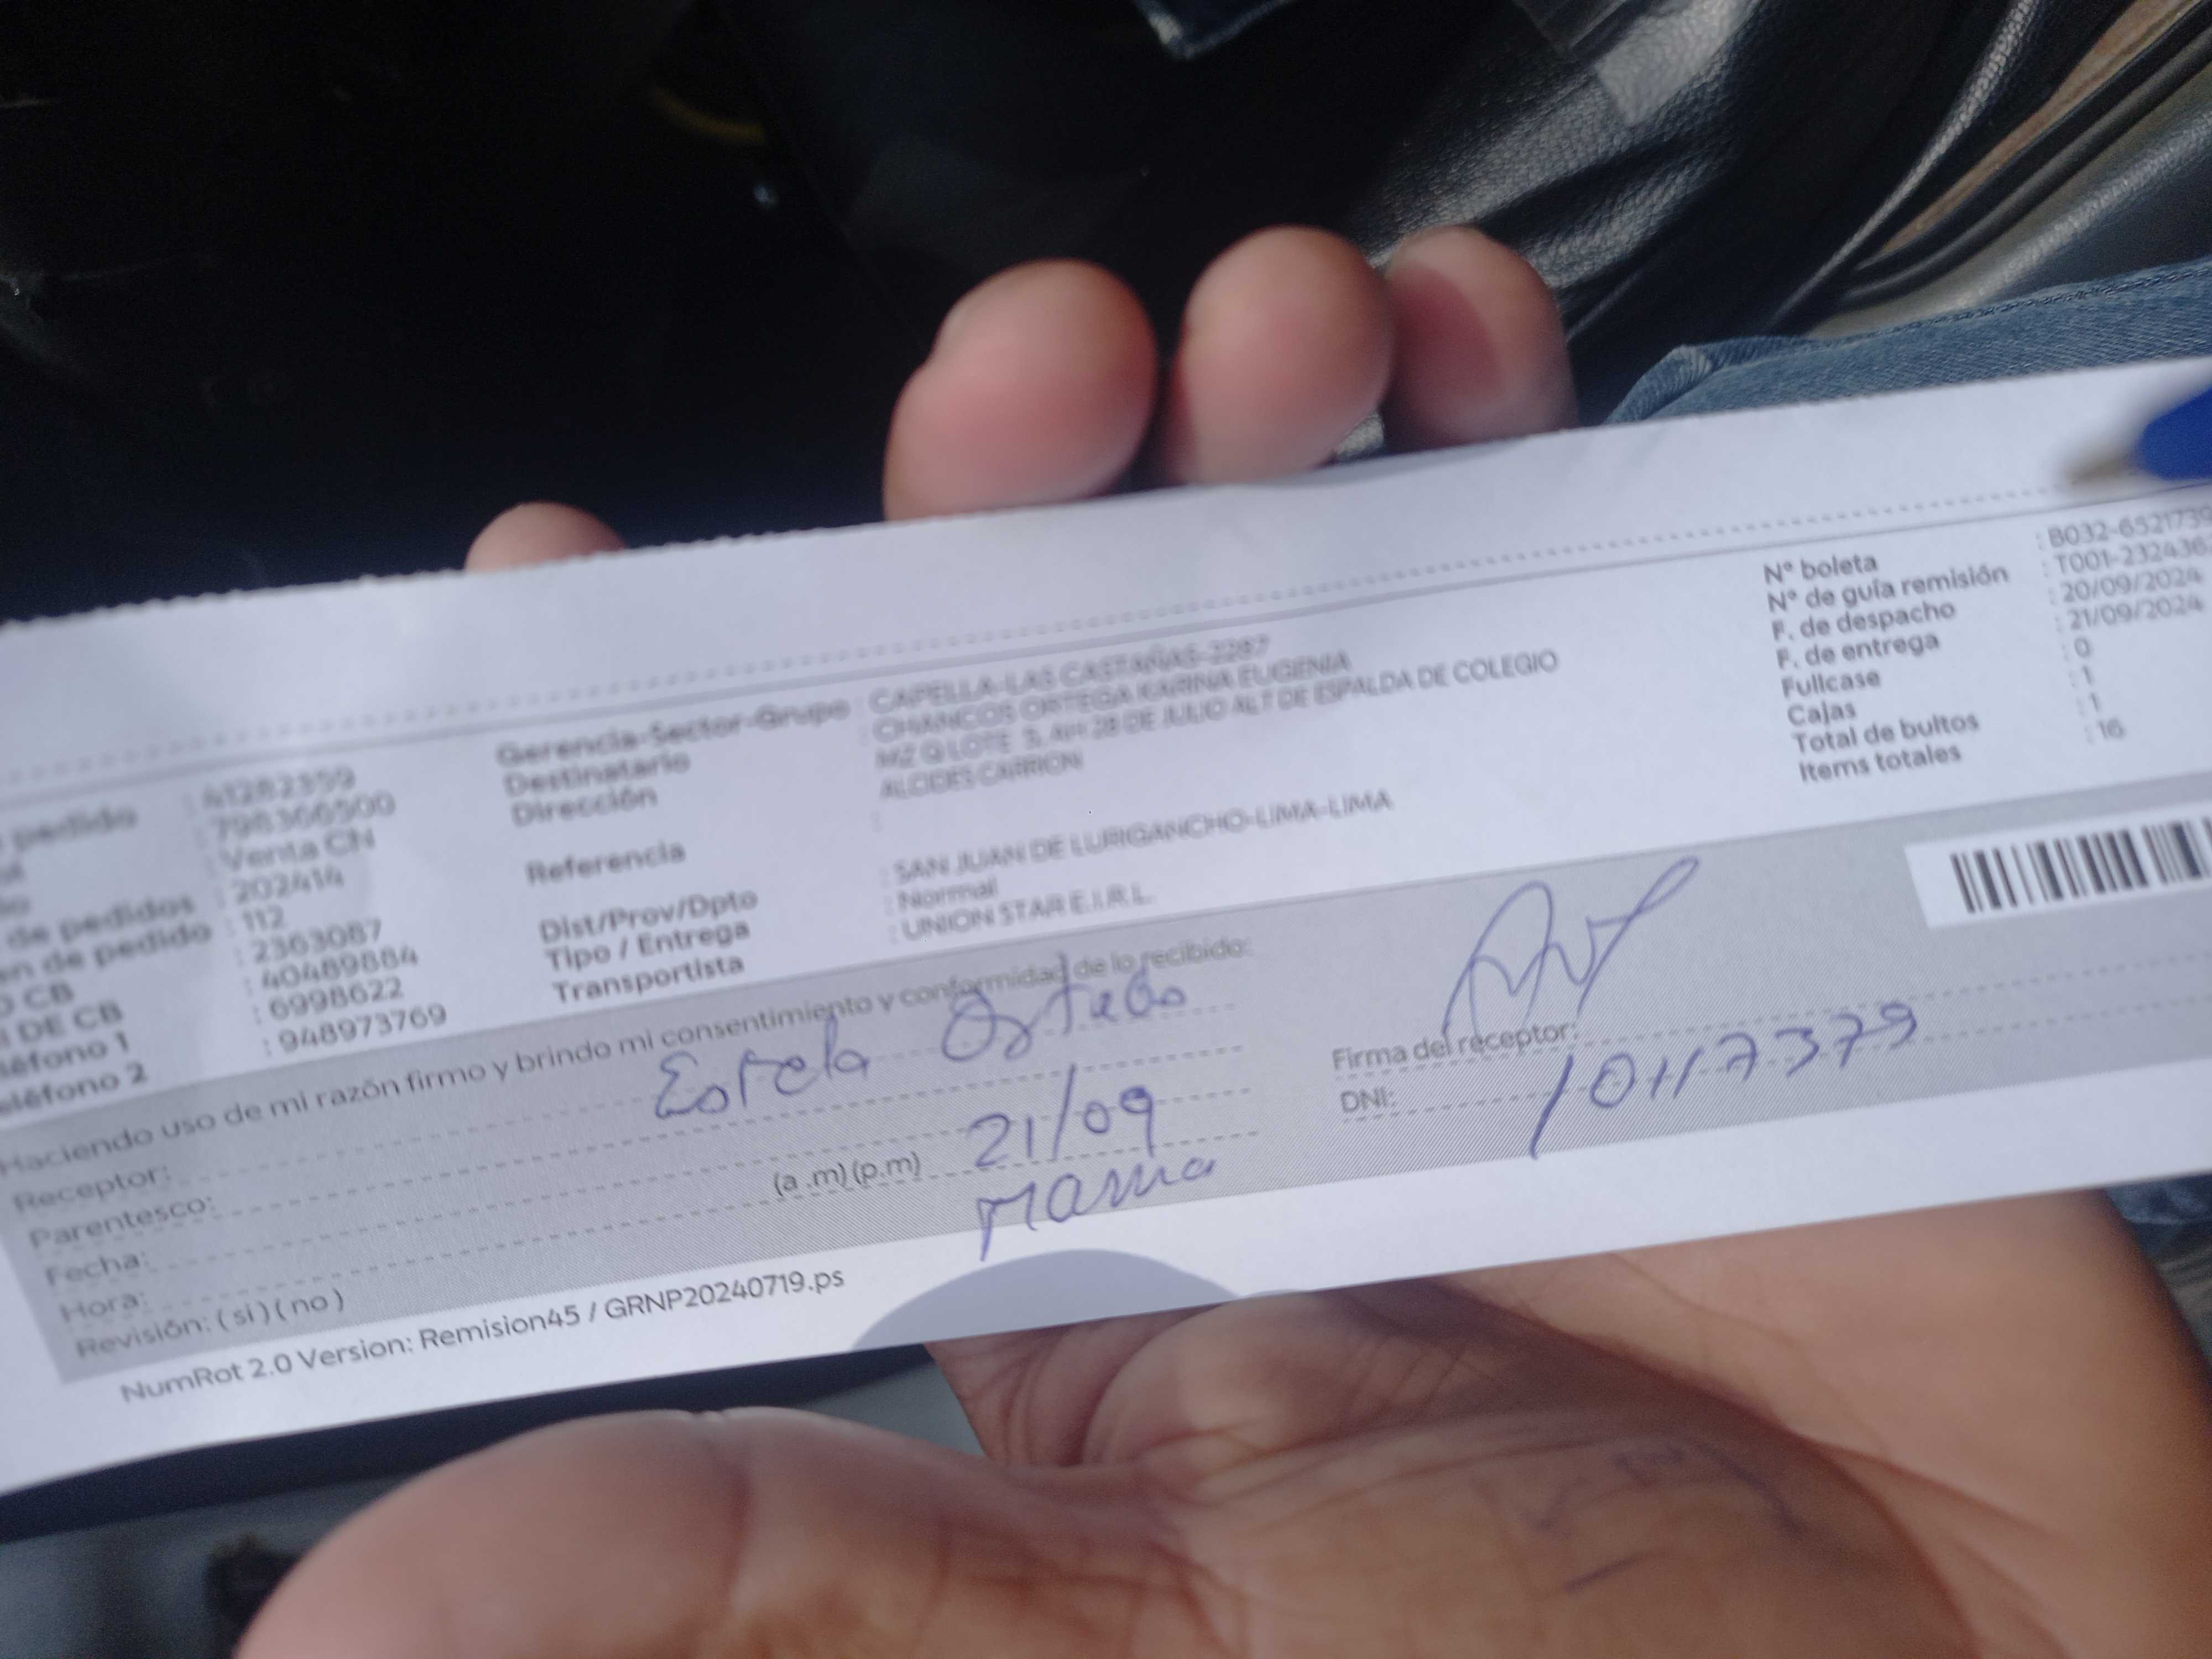 pedido : 41282359
: 798366900
: Venta CN
de pedidos : 202414
en de pedido : 112
CB : 2363087
DE CB : 40489884
léfono 1 : 6998622
eléfono 2 : 948973769
Gerencia-Sector-Grupo : CAPELLA-LAS CASTAÑAS-2287
Destinatario : CHANCOS ORTEGA KARINA EUGENIA
Dirección : MZ Q LOTE 3, AH 28 DE JULIO ALT DE ESPALDA DE COLEGIO
ALCIDES CARRION
Referencia :
Dist/Prov/Dpto : SAN JUAN DE LURIGANCHO-LIMA-LIMA
Tipo / Entrega : Normal
Transportista : UNION STAR E.I.R.L.
N° boleta : B032-6521739
N° de guía remisión : T001-232436
F. de despacho : 20/09/2024
F. de entrega : 21/09/2024
Fullcase : 0
Cajas : 1
Total de bultos : 1
Items totales : 16
Haciendo uso de mi razón firmo y brindo mi consentimiento y conformidad de lo recibido:
Receptor: Estela
Parentesco:
Fecha: 21/09
Hora: (a .m) (p.m) mama
Revisión: ( si ) ( no )
Firma del receptor:
DNI: 10117379
NumRot 2.0 Version: Remision45 / GRNP20240719.ps